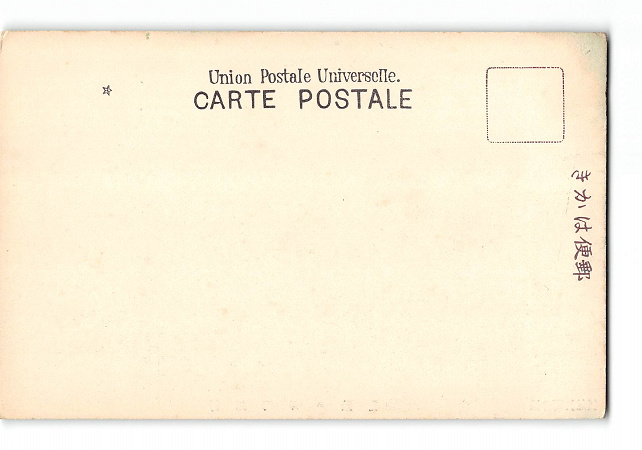 Union Postale Universelle.
CARTE POSTALE
きかは便郵